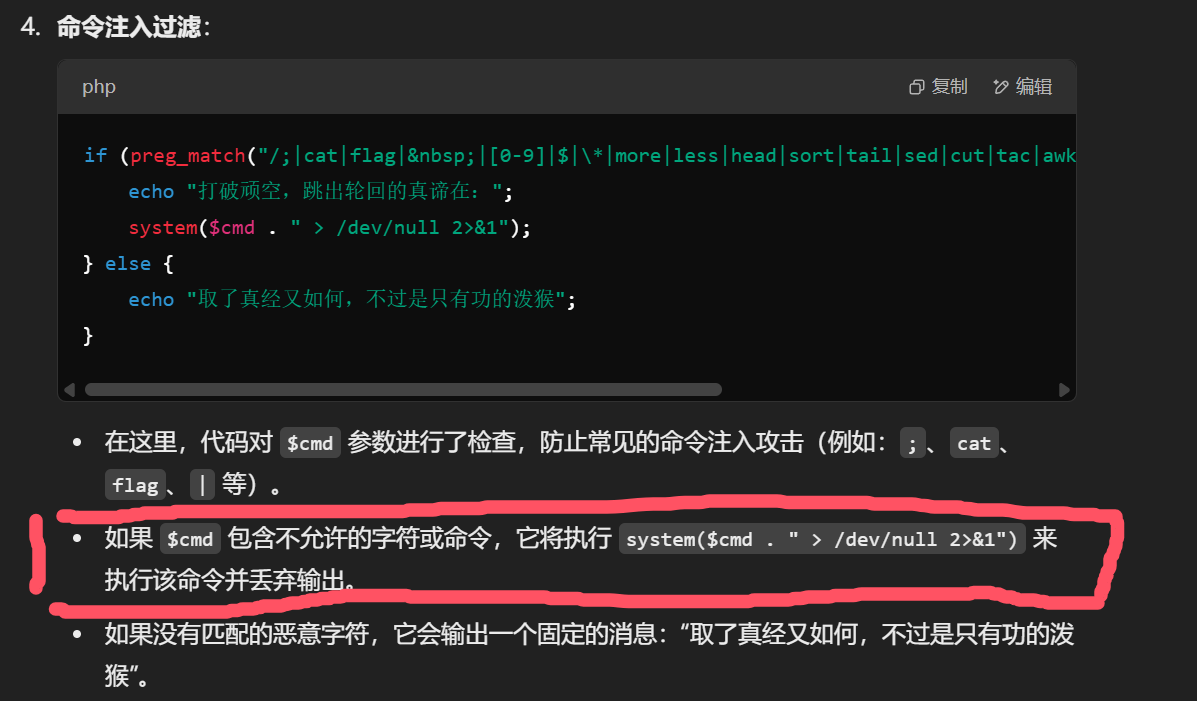 4. 命令注入过滤：
php
复制
编辑
if (preg_match("/;|cat|flag|&nbsp;|[0-9]|$|\*|more|less|head|sort|tail|sed|cut|tac|awk
echo "打破顽空，跳出轮回的真谛在：";
system($cmd . " > /dev/null 2>&1");
} else {
echo "取了真经又如何，不过是只有功的泼猴";
}
• 在这里，代码对 $cmd 参数进行了检查，防止常见的命令注入攻击（例如：;、cat、
flag、| 等）。
• 如果 $cmd 包含不允许的字符或命令，它将执行 system($cmd . " > /dev/null 2>&1") 来
执行该命令并丢弃输出。
• 如果没有匹配的恶意字符，它会输出一个固定的消息：“取了真经又如何，不过是只有功的泼
猴”。